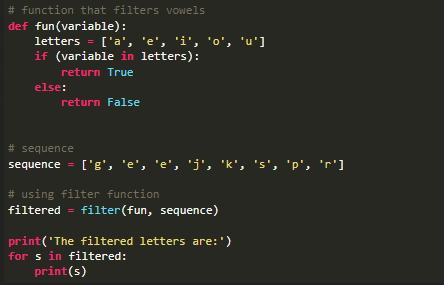 # function that filters vowels
def fun(variable):
    letters = ['a', 'e', 'i', 'o', 'u']
    if (variable in letters):
        return True
    else:
        return False
# sequence
sequence = ['g', 'e', 'e', 'j', 'k', 's', 'p', 'r']
# using filter function
filtered = filter(fun, sequence)
print('The filtered letters are:')
for s in filtered:
    print(s)